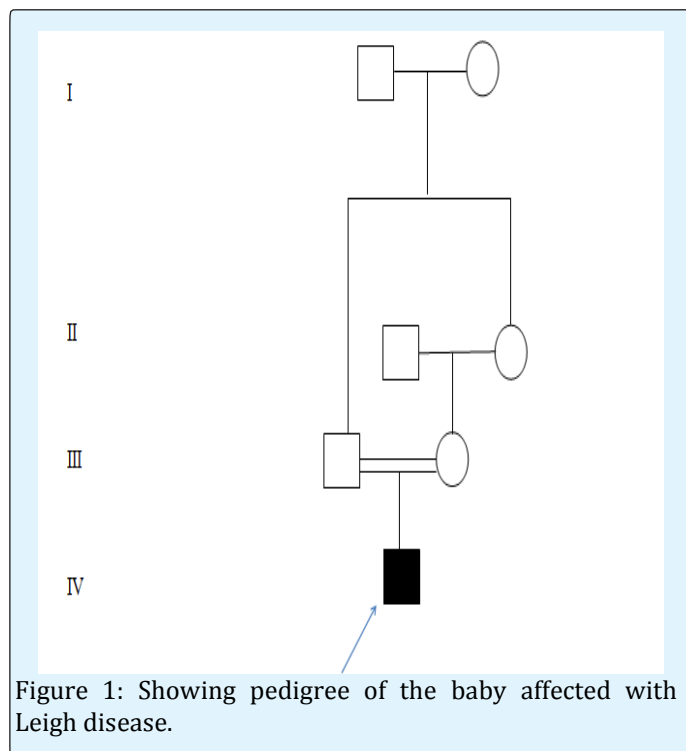 I
II
III
IV
Figure 1: Showing pedigree of the baby affected with
Leigh disease.